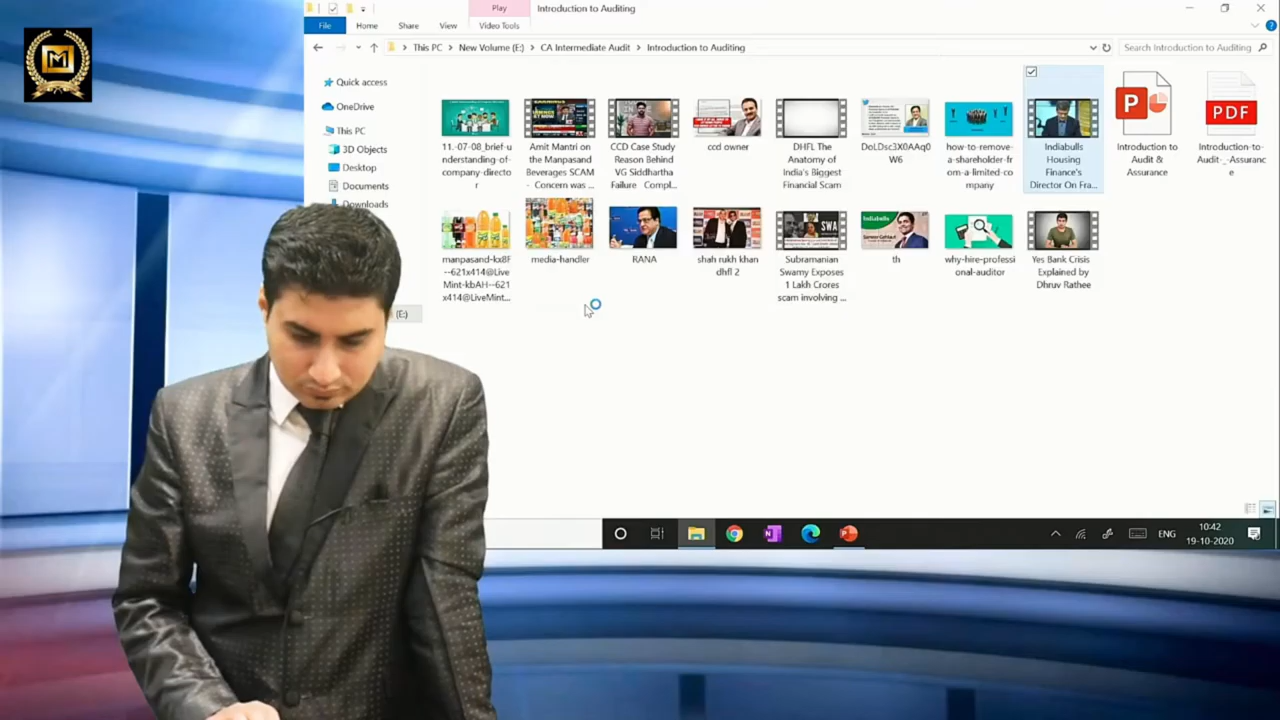 Play
Introduction to Auditing
File
Home
Share
View
Video Tools
This PC
New Volume (E:)
CA Intermediate Audit
Introduction to Auditing
Search Introduction to Auditing
Quick access
OneDrive
This PC
3D Objects
Desktop
Documents
Downloads
(E:)
11.-07-08_brief-
understanding-of-
company-directo
r
Amit Mantri on
the Manpasand
Beverages SCAM
- Concern was ...
CCD Case Study
Reason Behind
VG Siddhartha
Failure Compl...
ccd owner
DHFL The
Anatomy of
India's Biggest
Financial Scam
DoLDsc3X0AAq0
W6
how-to-remove-
a-shareholder-fr
om-a-limited-co
mpany
Indiabulls
Housing
Finance's
Director On Fra...
Introduction to
Audit &
Assurance
Introduction-to-
Audit-_-Assuranc
e
P
PDF
manpasand-kx8F
--621x414@Live
Mint-kbAH--621
x414@LiveMint...
media-handler
RANA
shah rukh khan
dhfl 2
Subramanian
Swamy Exposes
1 Lakh Crores
scam involving ...
th
why-hire-professi
onal-auditor
Yes Bank Crisis
Explained by
Dhruv Rathee
SWA
ENG
10:42
19-10-2020
M